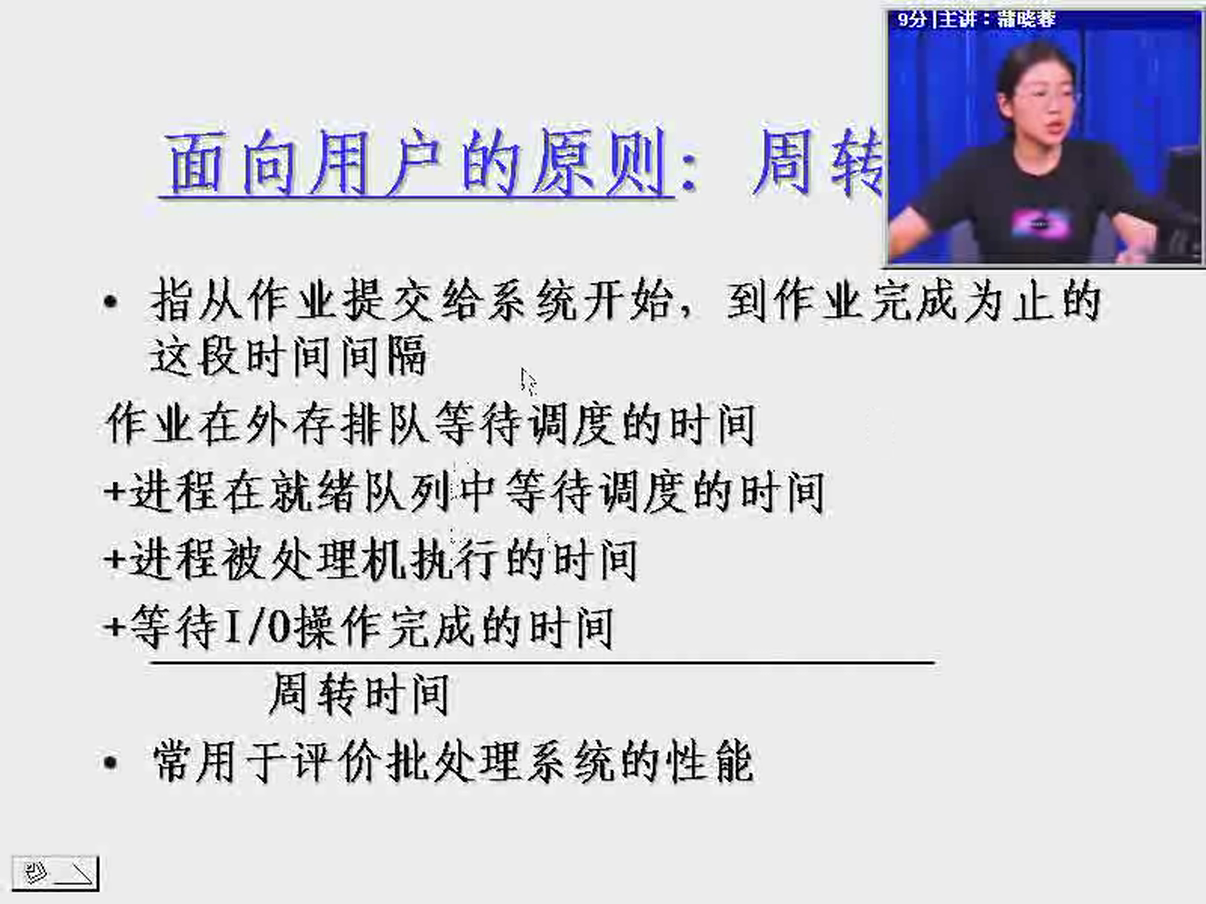 9分|主讲：蒲晓蓉
面向用户的原则：周转
• 指从作业提交给系统开始，到作业完成为止的
这段时间间隔
作业在外存排队等待调度的时间
+进程在就绪队列中等待调度的时间
+进程被处理机执行的时间
+等待I/O操作完成的时间
周转时间
• 常用于评价批处理系统的性能